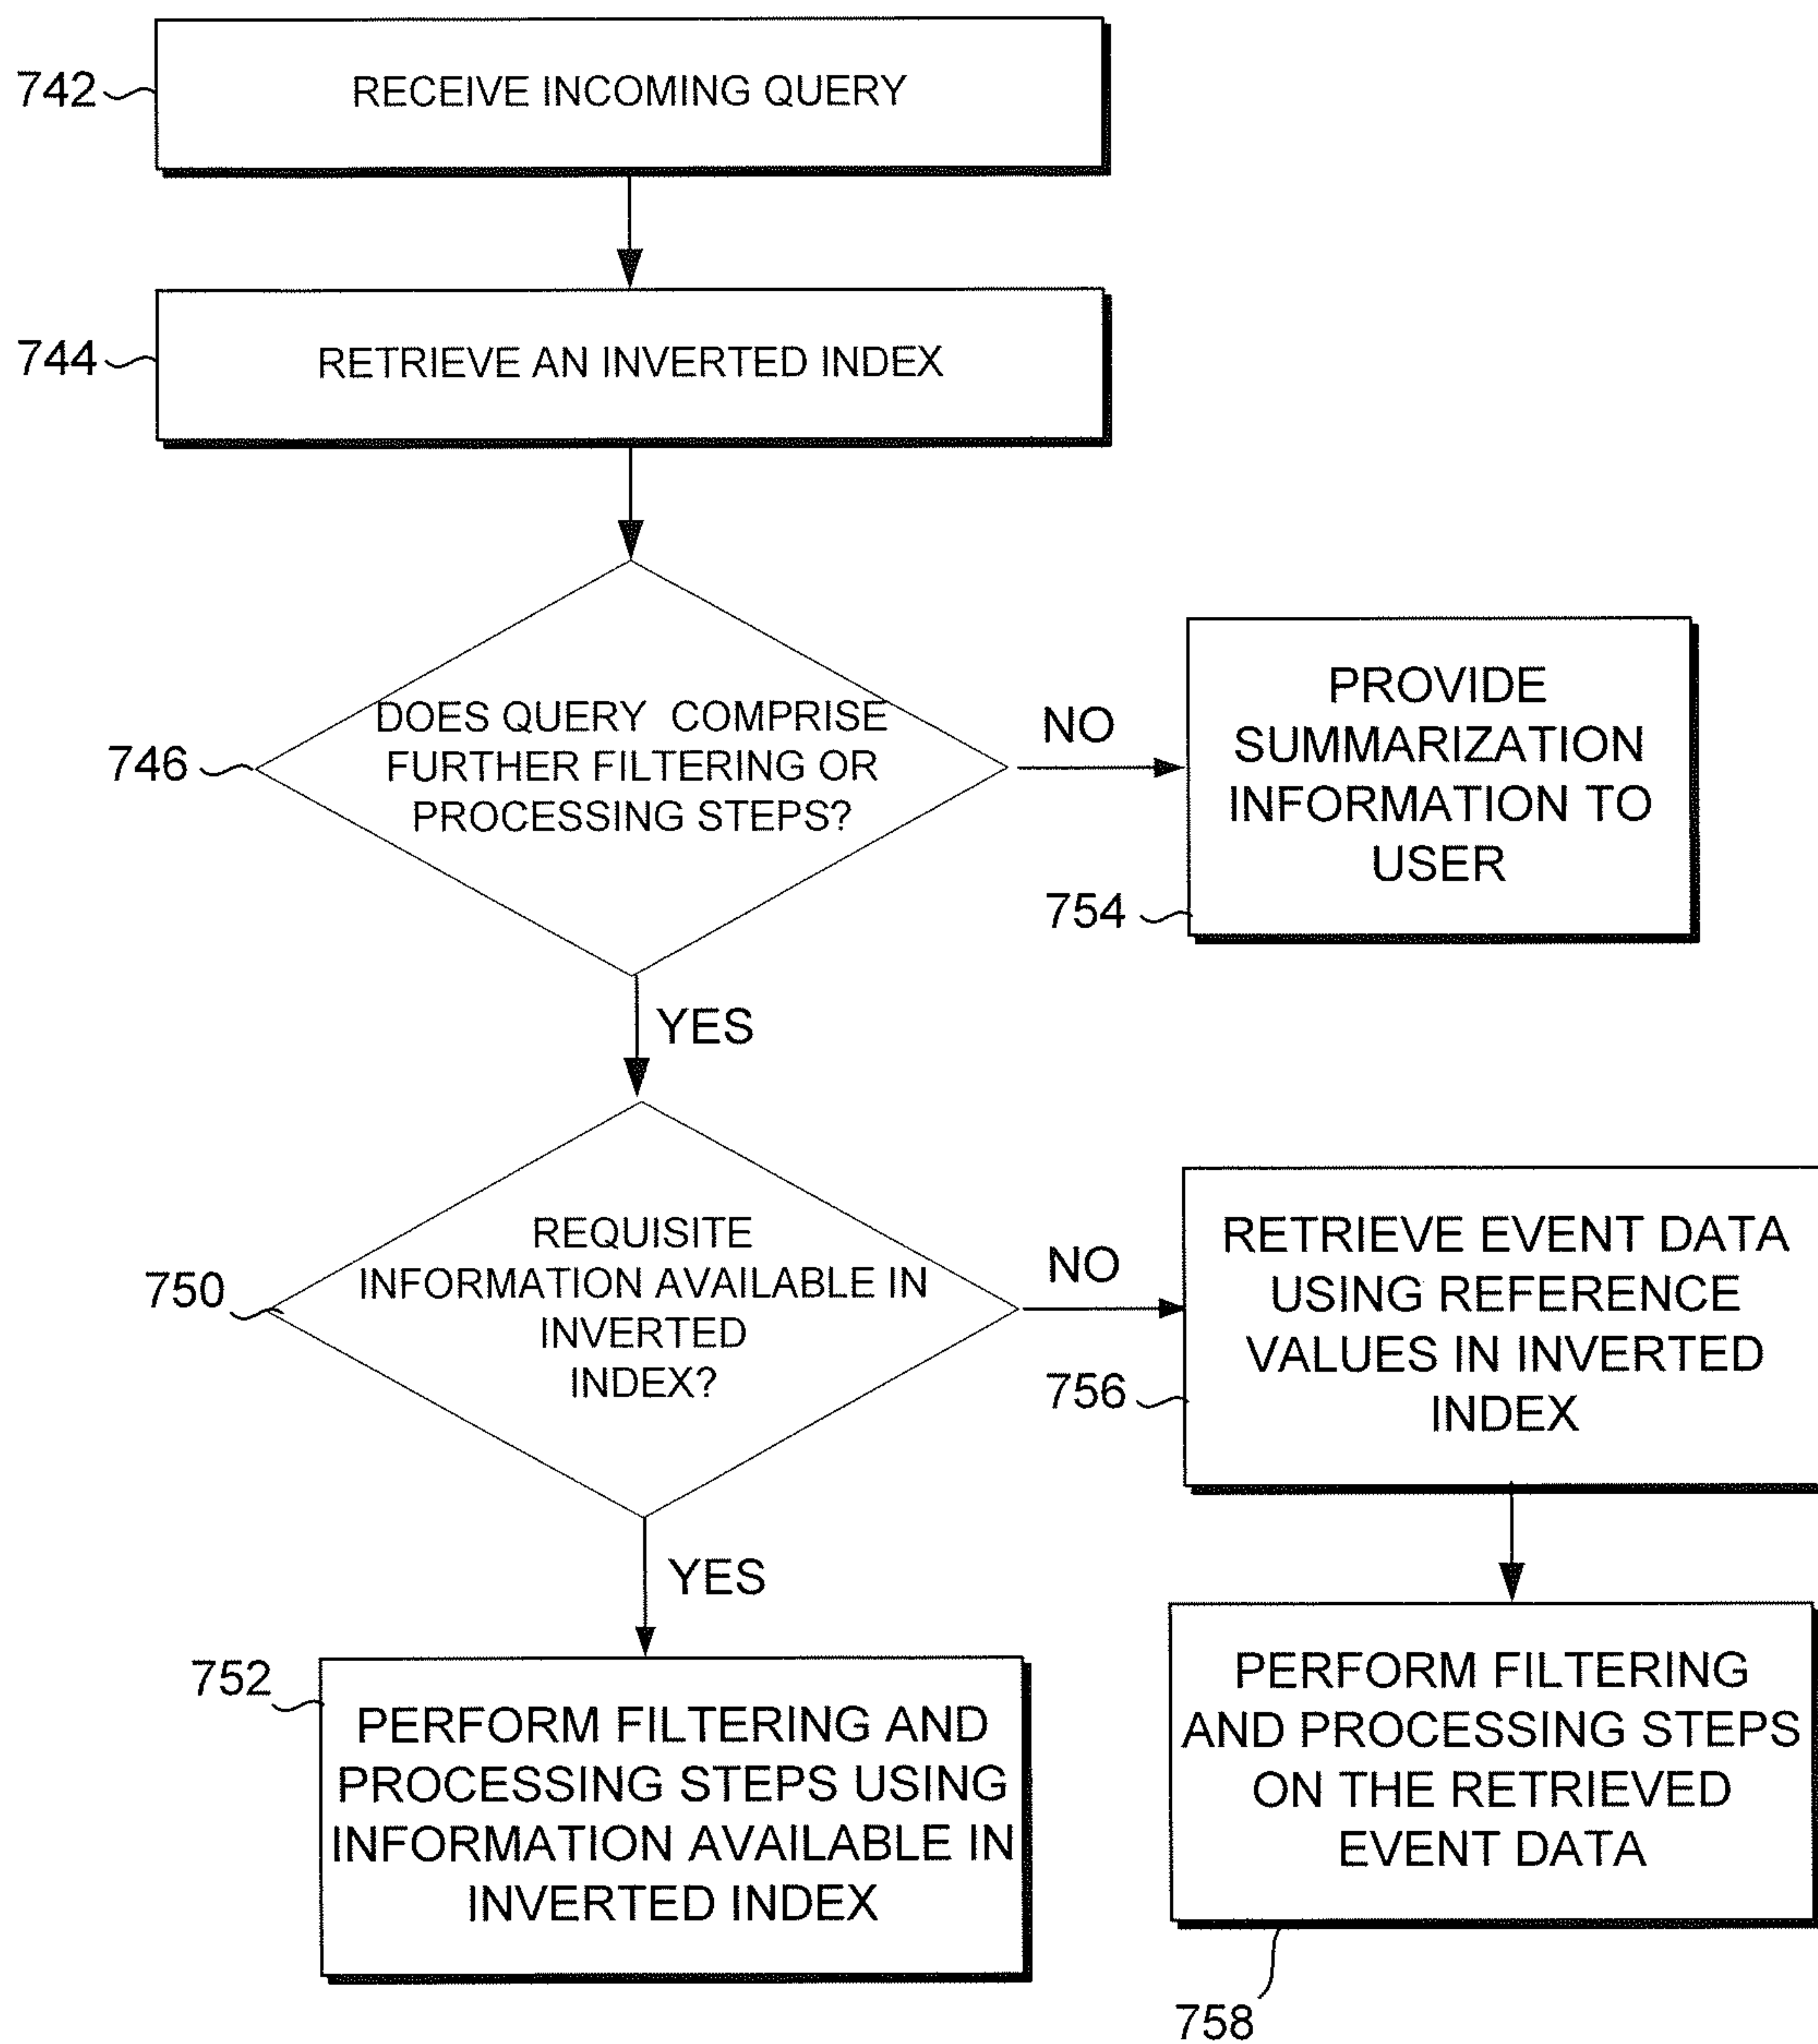 742
RECEIVE INCOMING QUERY
744
RETRIEVE AN INVERTED INDEX
746
DOES QUERY COMPRISE
FURTHER FILTERING OR
PROCESSING STEPS?
NO
PROVIDE
SUMMARIZATION
INFORMATION TO
USER
754
YES
750
REQUISITE
INFORMATION AVAILABLE IN
INVERTED
INDEX?
NO
RETRIEVE EVENT DATA
USING REFERENCE
VALUES IN INVERTED
INDEX
756
YES
752
PERFORM FILTERING AND
PROCESSING STEPS USING
INFORMATION AVAILABLE IN
INVERTED INDEX
PERFORM FILTERING
AND PROCESSING STEPS
ON THE RETRIEVED
EVENT DATA
758